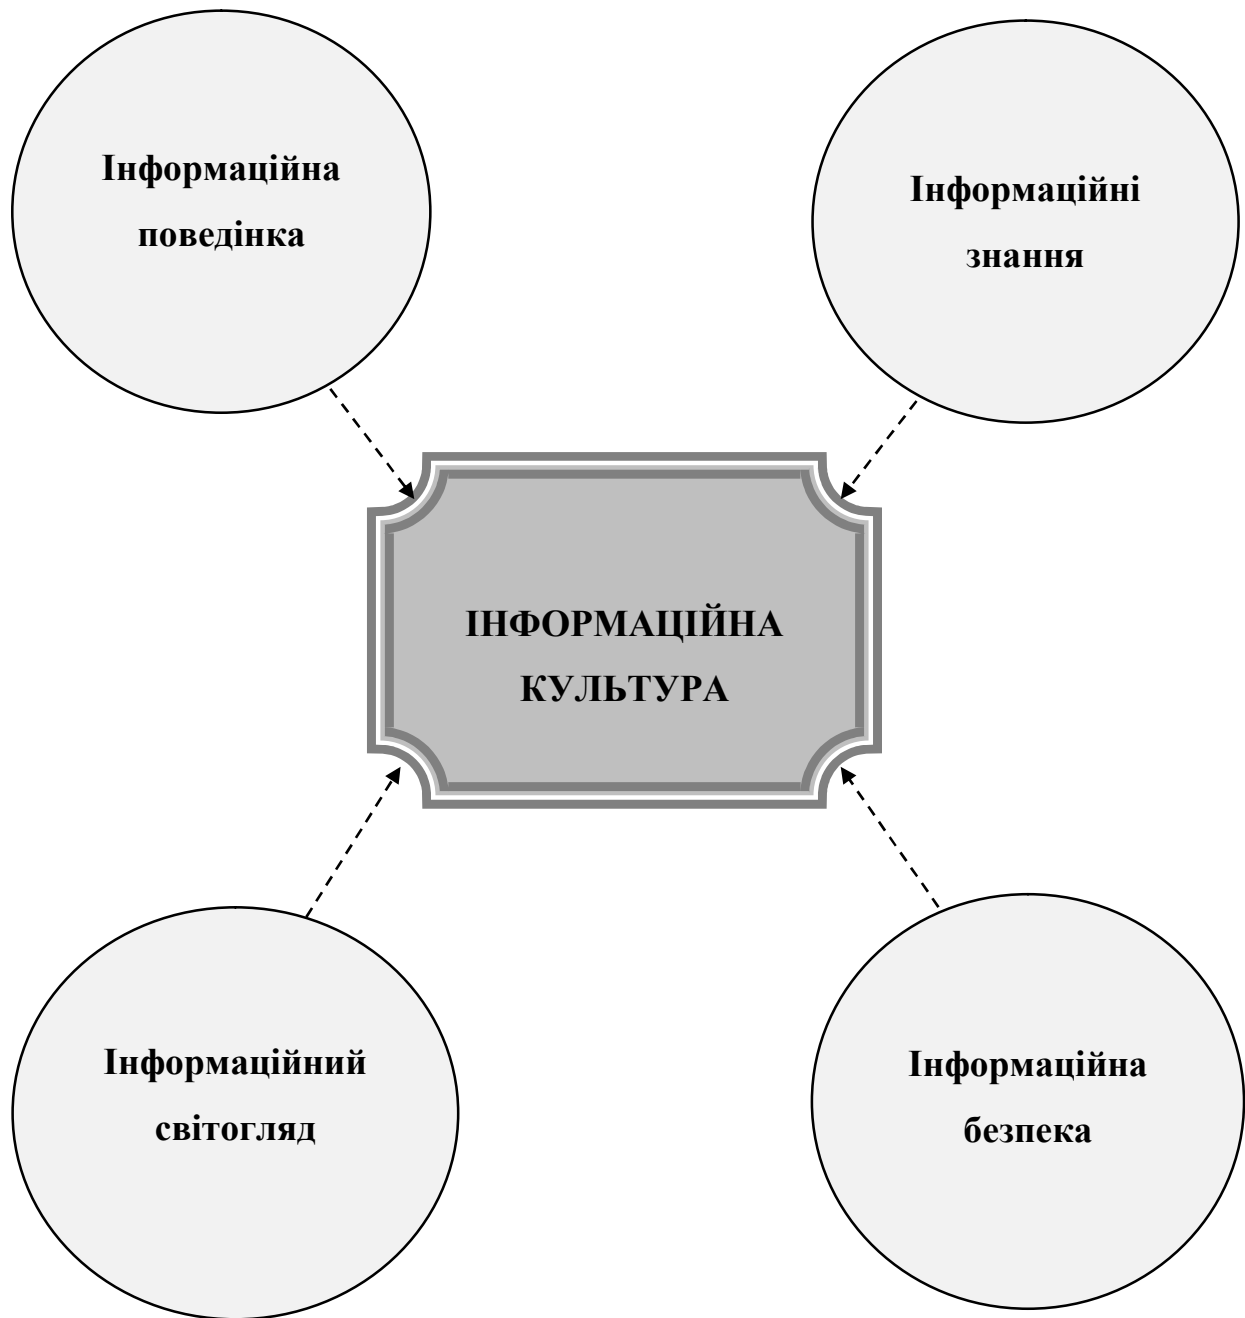 Інформаційна
поведінка
Інформаційні
знання
ІНФОРМАЦІЙНА
КУЛЬТУРА
Інформаційний
світогляд
Інформаційна
безпека